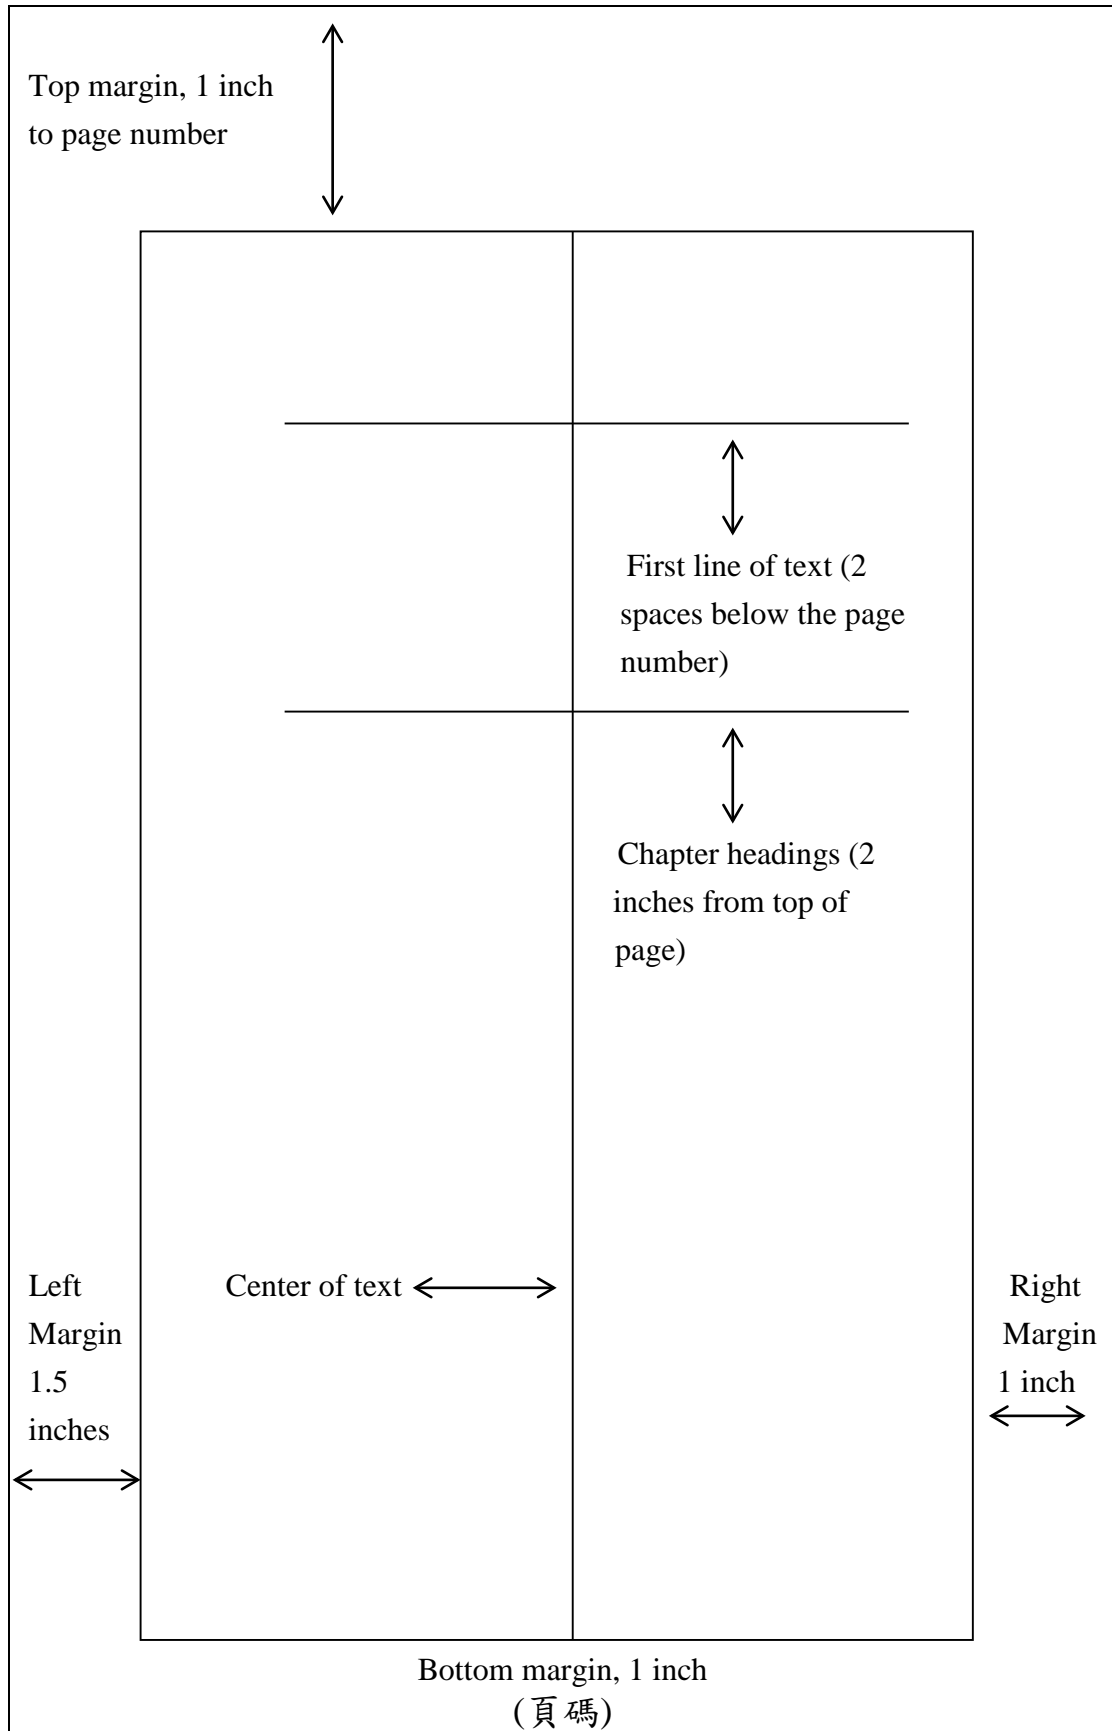 Top margin, 1 inch
to page number
First line of text (2
spaces below the page
number)
Chapter headings (2
inches from top of
page)
Left
Margin
1.5
inches
Center of text
Right
Margin
1 inch
Bottom margin, 1 inch
(頁碼)